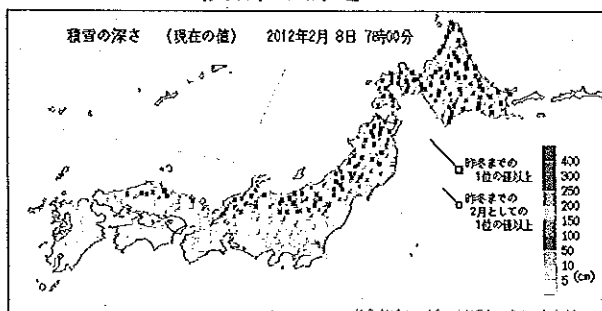 積雪の深さ (現在の値) 2012年2月 8日 7時00分
昨冬までの
1位の値以上
昨冬までの
2月としての
1位の値以上
400
300
250
200
150
100
50
10
5 (cm)